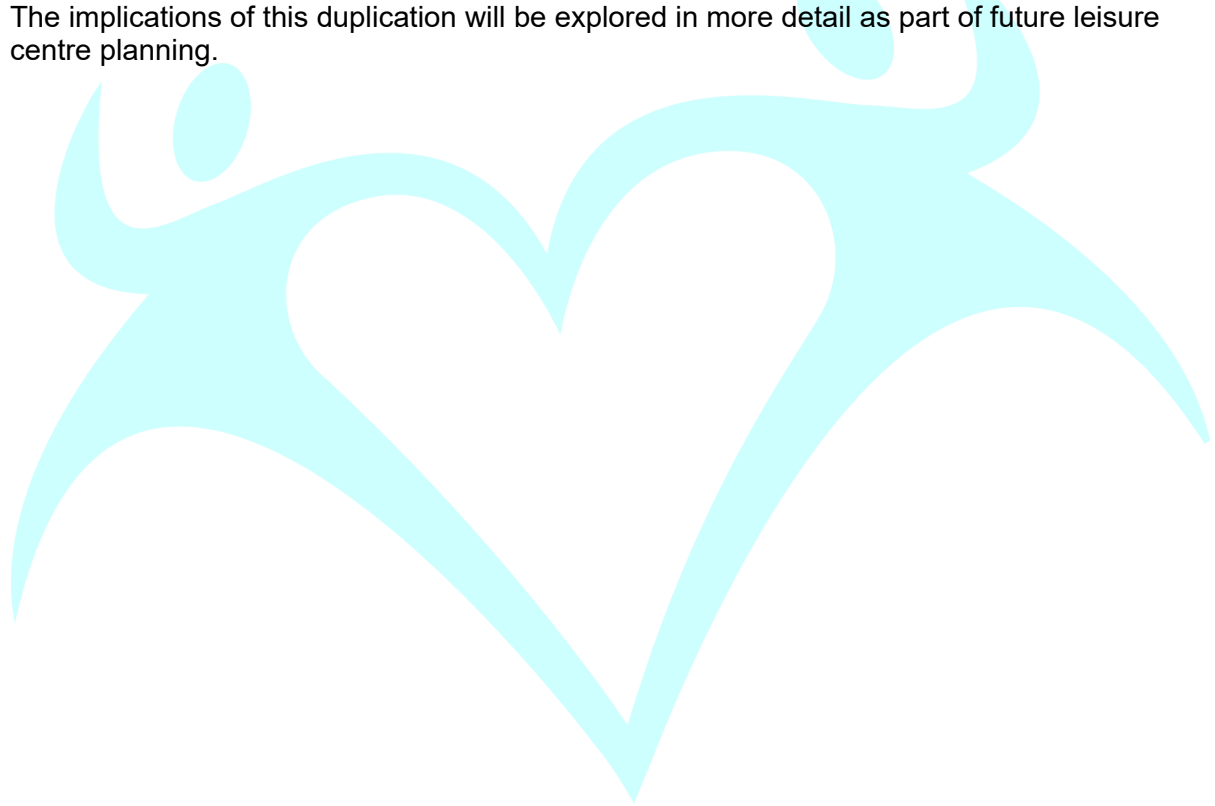 The implications of this duplication will be explored in more detail as part of future leisure
centre planning.